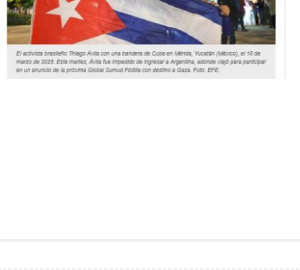 El activista brasileño Thiago Ávila con una bandera de Cuba en Mérida, Yucatán (México), el 18 de
marzo de 2026. Este martes, Ávila fue impedido de ingresar a Argentina, adonde viajó para participar
en un anuncio de la próxima Global Sumud Flotilla con destino a Gaza. Foto: EFE.